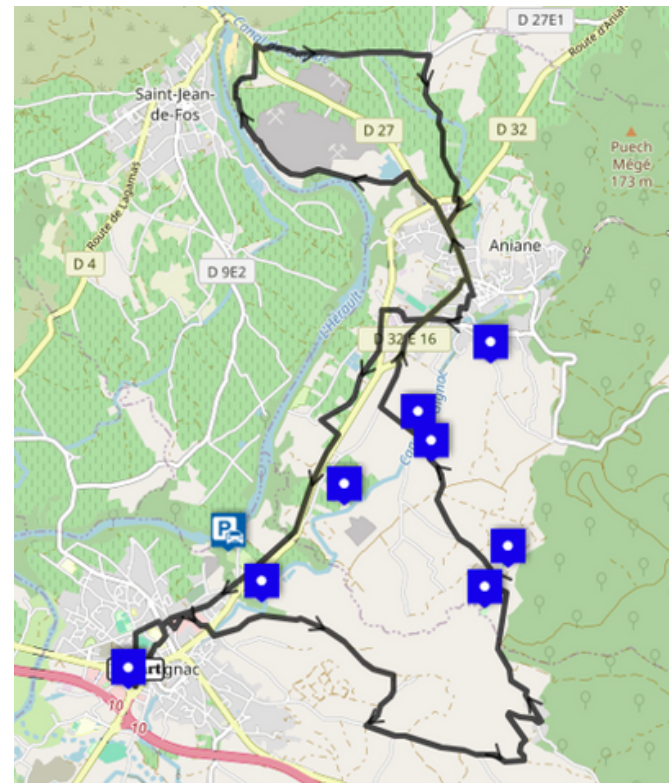 D 27E1
Route d'Aniane
Saint-Jean-
de-Fos
D 27
D 32
Puech
Mégé
173 m
Route de Lagamas
Aniane
D 4
D 9E2
L'Hérault
D 32
E 16
P
gnac
10
10